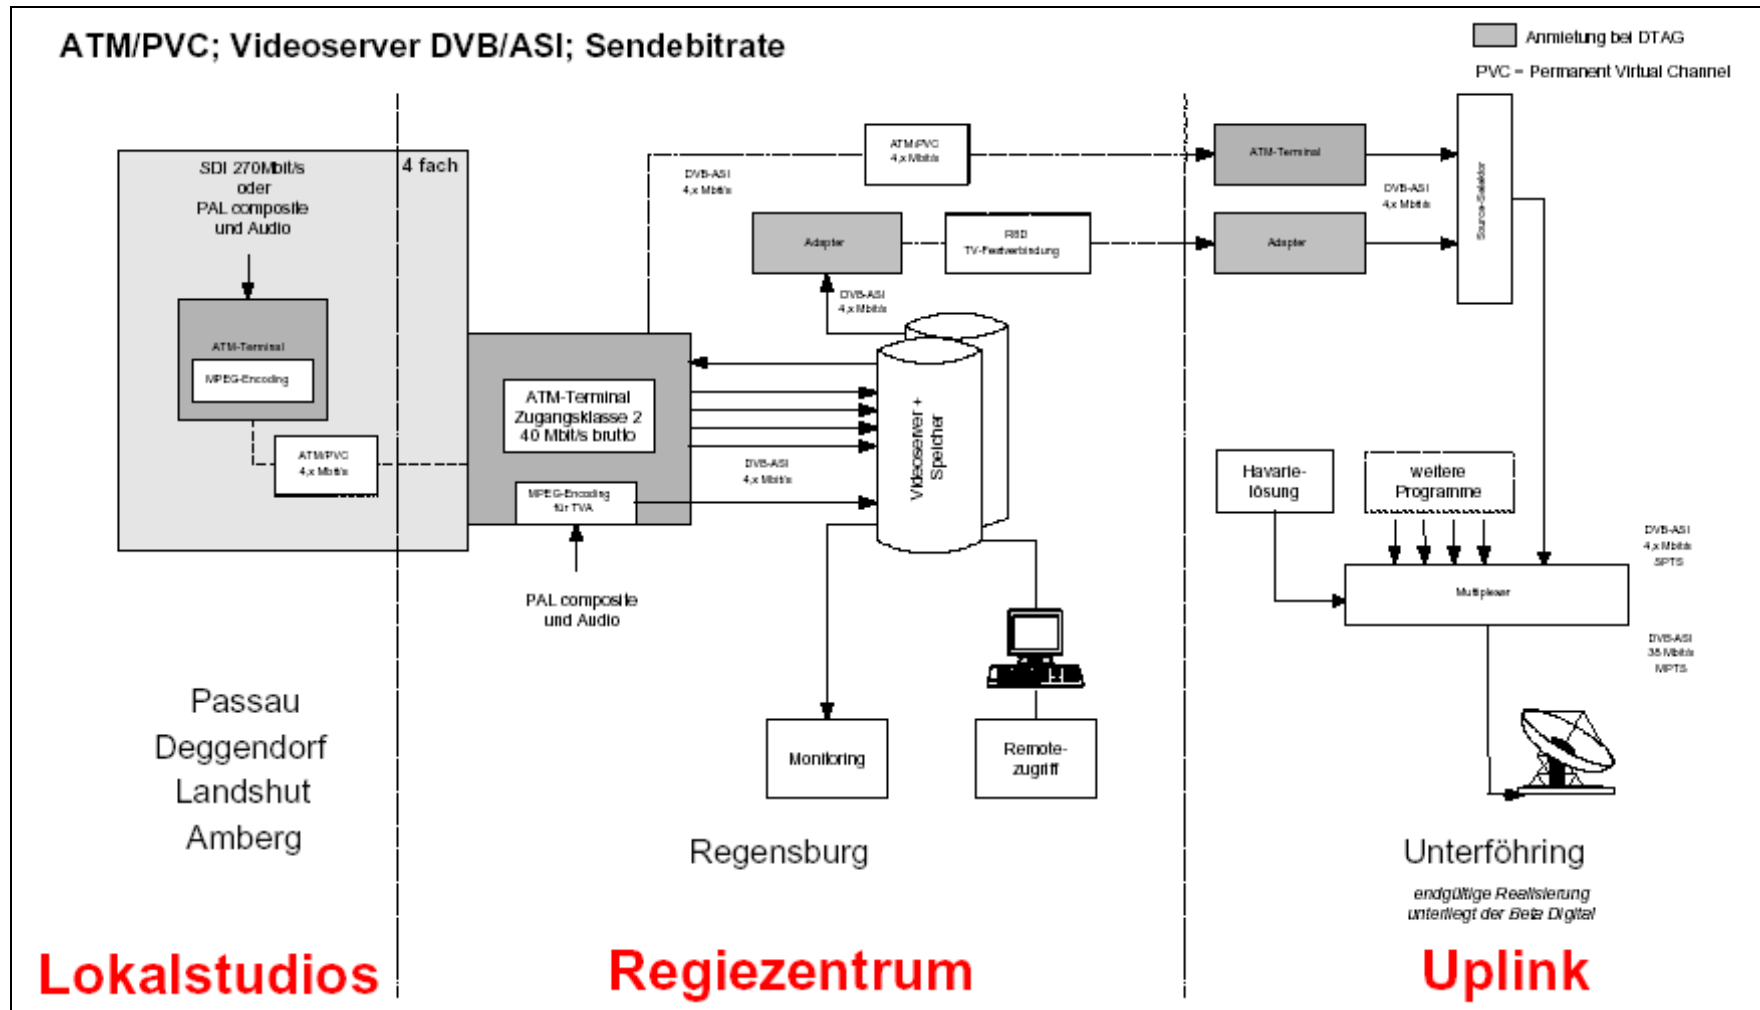 ATM/PVC; Videoserver DVB/ASI; Sendebitrate
Anmietung bei DTAG
PVC = Permanent Virtual Channel
SDI 270Mbit/s
oder
PAL composite
und Audio
4 fach
ATM-Terminal
MPEG-Encoding
ATM/PVC
4,x Mbit/s
DVB-ASI
4,x Mbit/s
ATM/PVC
4,x Mbit/s
Adapter
TV-Festverbindung
DVB-ASI
4,x Mbit/s
ATM-Terminal
Zugangsklasse 2
40 Mbit/s brutto
DVB-ASI
4,x Mbit/s
MPEG-Encoding
für TVA
PAL composite
und Audio
Videoserver +
Speicher
Monitoring
Remote-
zugriff
ATM-Terminal
DVB-ASI
4,x Mbit/s
Adapter
Source-Selektor
Havarie-
lösung
weitere
Programme
DVB-ASI
4,x Mbit/s
SPTS
Multiplexer
DVB-ASI
38 Mbit/s
MPTS
Passau
Deggendorf
Landshut
Amberg
Regensburg
Unterföhring
endgültige Realisierung
unterliegt der Beta Digital
Lokalstudios
Regiezentrum
Uplink